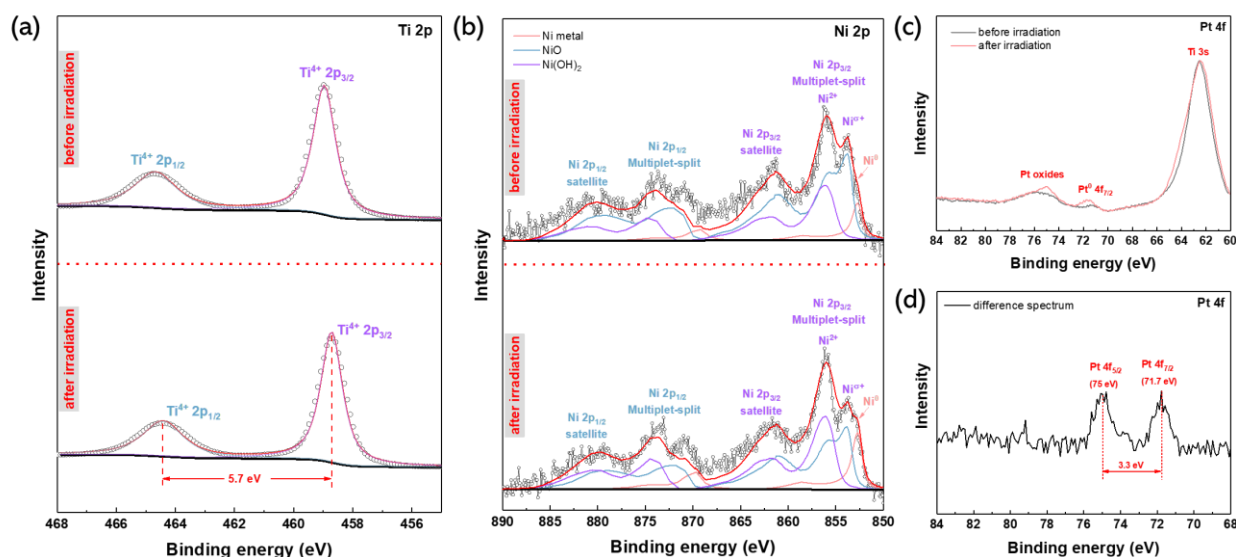 (a)
Ti 2p
before irradiation
Ti⁴⁺ 2p₃/₂
Ti⁴⁺ 2p₁/₂
Intensity
after irradiation
Ti⁴⁺ 2p₃/₂
Ti⁴⁺ 2p₁/₂
5.7 eV
468 466 464 462 460 458 456
Binding energy (eV)
(b)
Ni 2p
Ni metal
NiO
Ni(OH)₂
before irradiation
Ni 2p₃/₂
Multiplet-split
Ni²⁺
Niᵅ⁺
Ni⁰
Ni 2p₃/₂
satellite
Ni 2p₁/₂
Multiplet-split
Ni 2p₁/₂
satellite
Intensity
after irradiation
Ni 2p₃/₂
Multiplet-split
Ni²⁺
Niᵅ⁺
Ni⁰
Ni 2p₃/₂
satellite
Ni 2p₁/₂
Multiplet-split
Ni 2p₁/₂
satellite
890 885 880 875 870 865 860 855 850
Binding energy (eV)
(c)
Pt 4f
before irradiation
after irradiation
Ti 3s
Pt oxides
Pt⁰ 4f₇/₂
Intensity
84 82 80 78 76 74 72 70 68 66 64 62 60
Binding energy (eV)
(d)
Pt 4f
difference spectrum
Pt 4f₅/₂
(75 eV)
Pt 4f₇/₂
(71.7 eV)
3.3 eV
Intensity
84 82 80 78 76 74 72 70 68
Binding energy (eV)